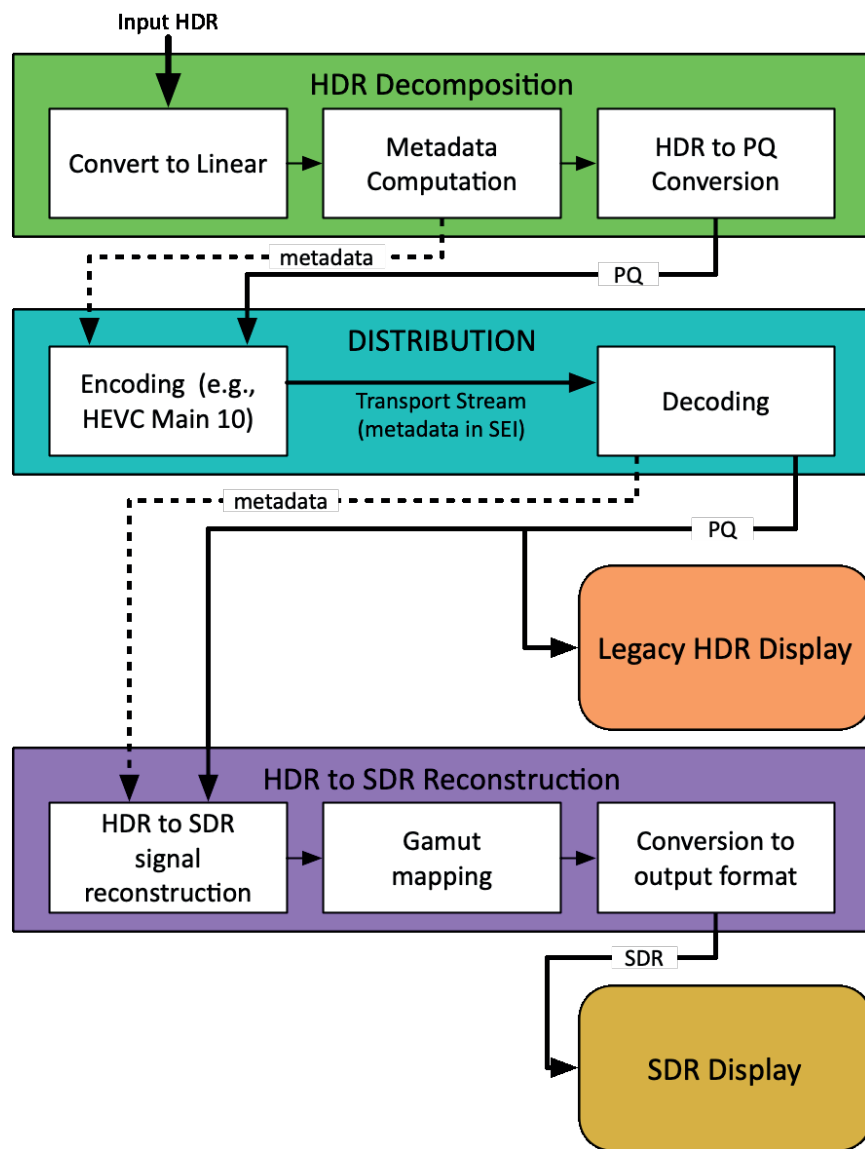 Input HDR
HDR Decomposition
Convert to Linear
Metadata
Computation
HDR to PQ
Conversion
metadata
PQ
DISTRIBUTION
Encoding (e.g.,
HEVC Main 10)
Transport Stream
(metadata in SEI)
Decoding
metadata
PQ
Legacy HDR Display
HDR to SDR Reconstruction
HDR to SDR
signal
reconstruction
Gamut
mapping
Conversion to
output format
SDR
SDR Display